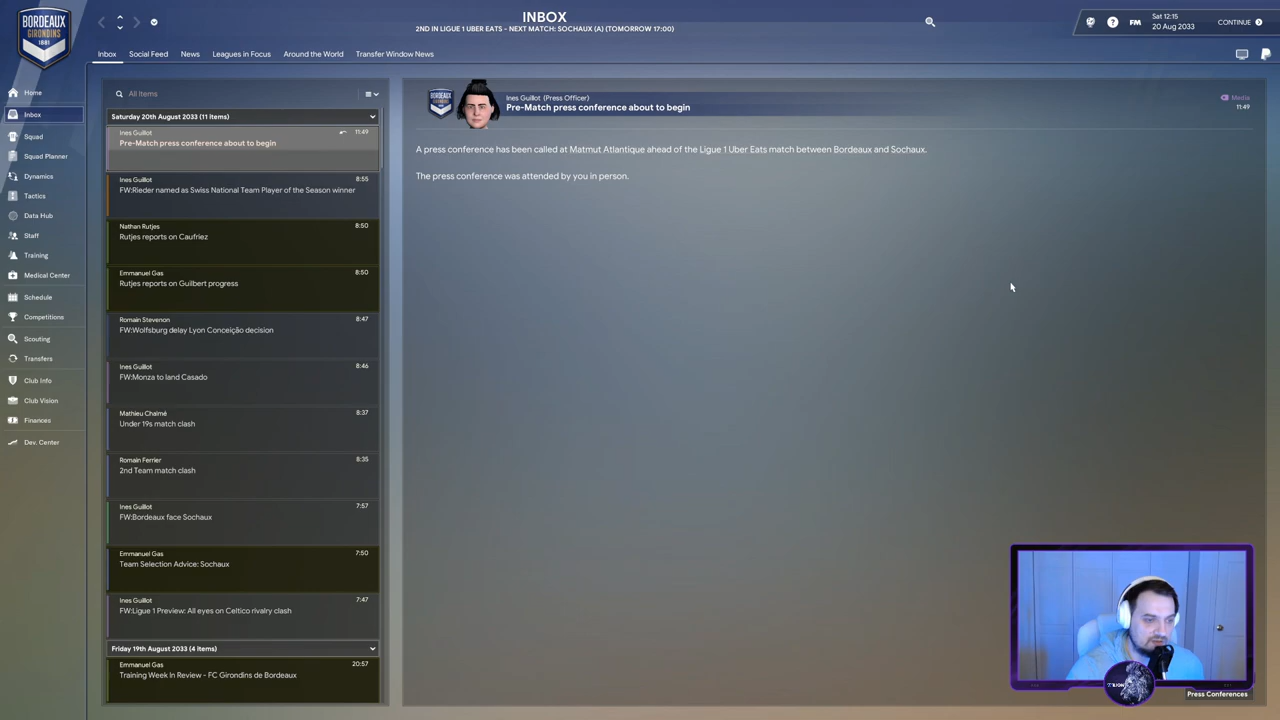 BORDEAUX
GIRONDINS
1881
INBOX
2ND IN LIGUE 1 UBER EATS - NEXT MATCH: SOCHAUX (A) (TOMORROW 17:00)
FM
Sat 12:15
20 Aug 2033
CONTINUE
Inbox
Social Feed
News
Leagues in Focus
Around the World
Transfer Window News
Home
Inbox
Squad
Squad Planner
Dynamics
Tactics
Data Hub
Staff
Training
Medical Center
Schedule
Competitions
Scouting
Transfers
Club Info
Club Vision
Finances
Dev. Center
All Items
Saturday 20th August 2033 (11 Items)
Ines Guillot 11:49
Pre-Match press conference about to begin
Ines Guillot 8:55
FW:Rieder named as Swiss National Team Player of the Season winner
Nathan Rutjes 8:50
Rutjes reports on Caufriez
Emmanuel Gas 8:50
Rutjes reports on Guilbert progress
Romain Stevenon 8:47
FW:Wolfsburg delay Lyon Conceição decision
Ines Guillot 8:46
FW:Monza to land Casado
Mathieu Chalmé 8:37
Under 19s match clash
Romain Ferrier 8:35
2nd Team match clash
Ines Guillot 7:57
FW:Bordeaux face Sochaux
Emmanuel Gas 7:50
Team Selection Advice: Sochaux
Ines Guillot 7:47
FW:Ligue 1 Preview: All eyes on Celtico rivalry clash
Friday 19th August 2033 (4 Items)
Emmanuel Gas 20:57
Training Week In Review - FC Girondins de Bordeaux
Ines Guillot (Press Officer)
Pre-Match press conference about to begin
Media
11:49
A press conference has been called at Matmut Atlantique ahead of the Ligue 1 Uber Eats match between Bordeaux and Sochaux.
The press conference was attended by you in person.
Press Conferences